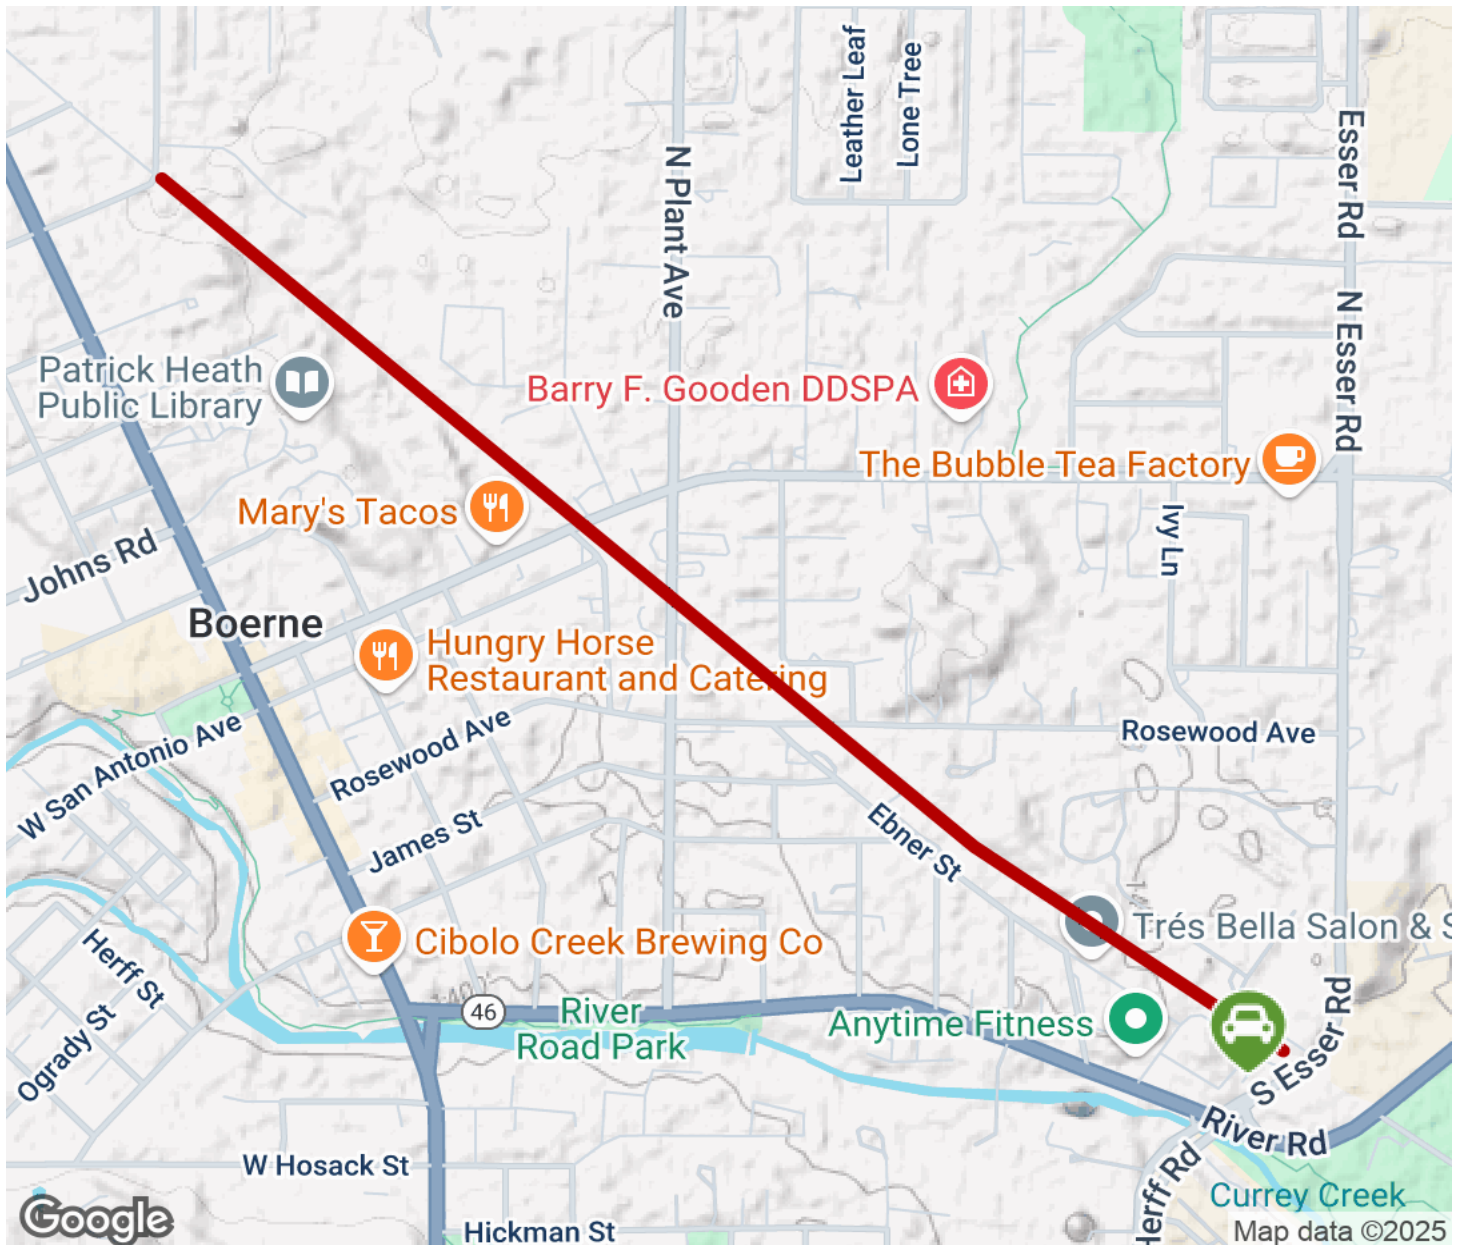 Leather Leaf
Lone Tree
Esser Rd
N Plant Ave
N Esser Rd
Patrick Heath
Public Library
Barry F. Gooden DDSPA
The Bubble Tea Factory
Mary's Tacos
Ivy Ln
Johns Rd
Boerne
Hungry Horse
Restaurant and Catering
Rosewood Ave
Rosewood Ave
W San Antonio Ave
James St
Ebner St
Trés Bella Salon & S
Cibolo Creek Brewing Co
Herff St
46
River
Road Park
Anytime Fitness
S Esser Rd
Ogrady St
River Rd
W Hosack St
Herff Rd
Currey Creek
Google
Hickman St
Map data ©2025